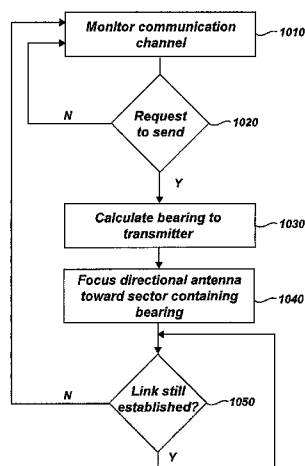 Monitor communication
channel
1010
Request
to send
1020
N
Y
Calculate bearing to
transmitter
1030
Focus directional antenna
toward sector containing
bearing
1040
Link still
established?
1050
N
Y